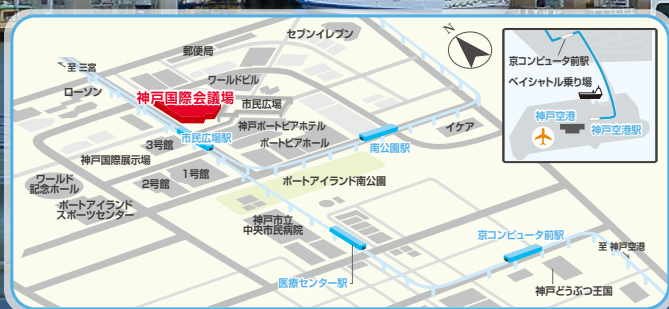 セブンイレブン
郵便局
N
至 三宮
ワールドビル
ローソン
神戸国際会議場
市民広場
市民広場駅
神戸ポートピアホテル
ポートピアホール
3号館
神戸国際展示場
1号館
2号館
ワールド
記念ホール
ポートアイランド
スポーツセンター
南公園駅
イケア
ポートアイランド南公園
神戸市立
中央市民病院
医療センター駅
京コンピュータ前駅
至 神戸空港
神戸どうぶつ王国
京コンピュータ前駅
ベイシャトル乗り場
神戸空港
神戸空港駅